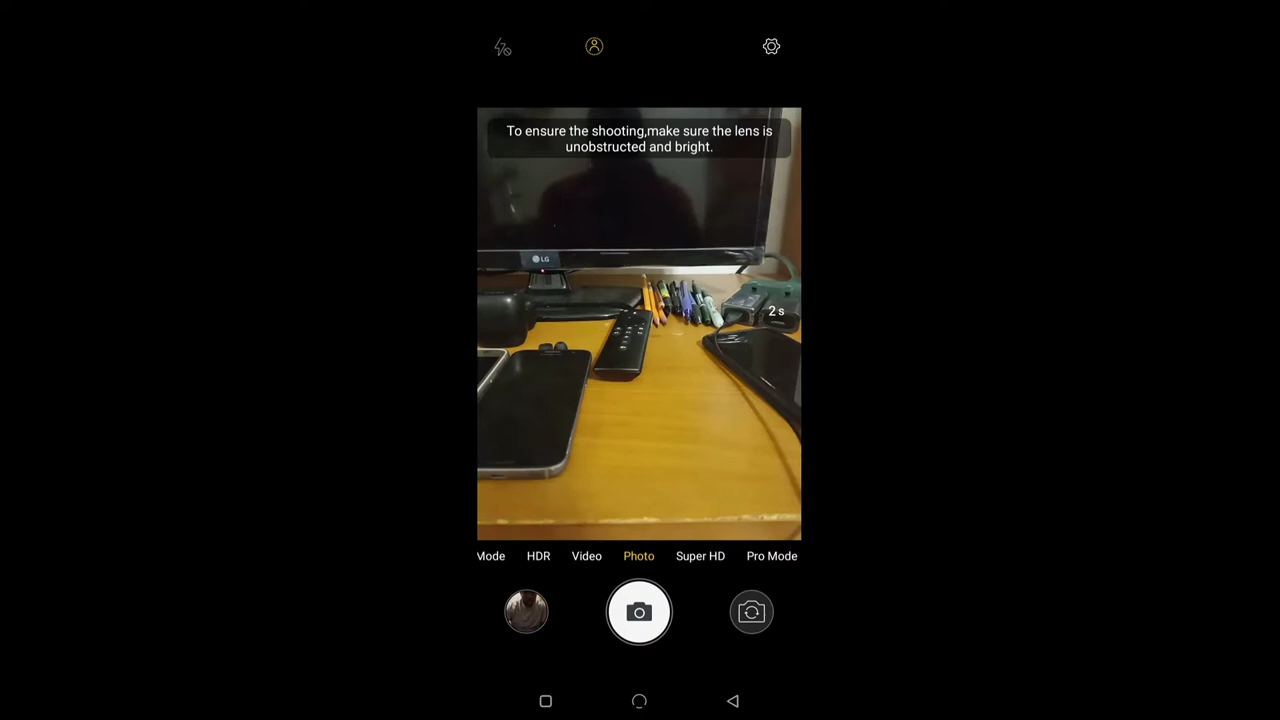 To ensure the shooting,make sure the lens is
unobstructed and bright.
LG
2 s
Mode HDR Video Photo Super HD Pro Mode